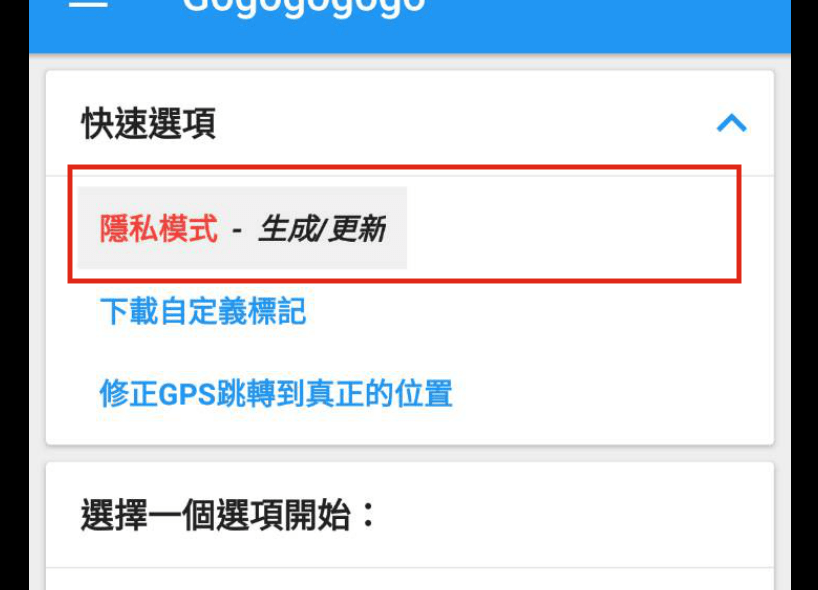 Gogogogogo
快速選項
隱私模式 - 生成/更新
下載自定義標記
修正GPS跳轉到真正的位置
選擇一個選項開始：